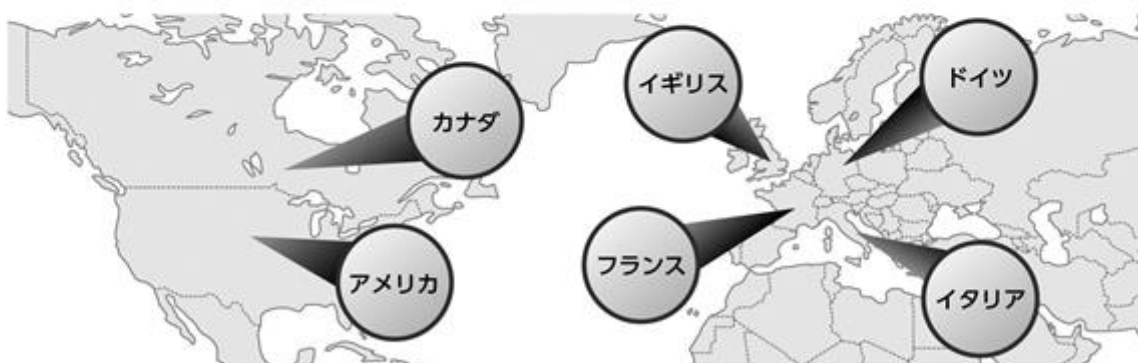 カナダ
イギリス
ドイツ
アメリカ
フランス
イタリア